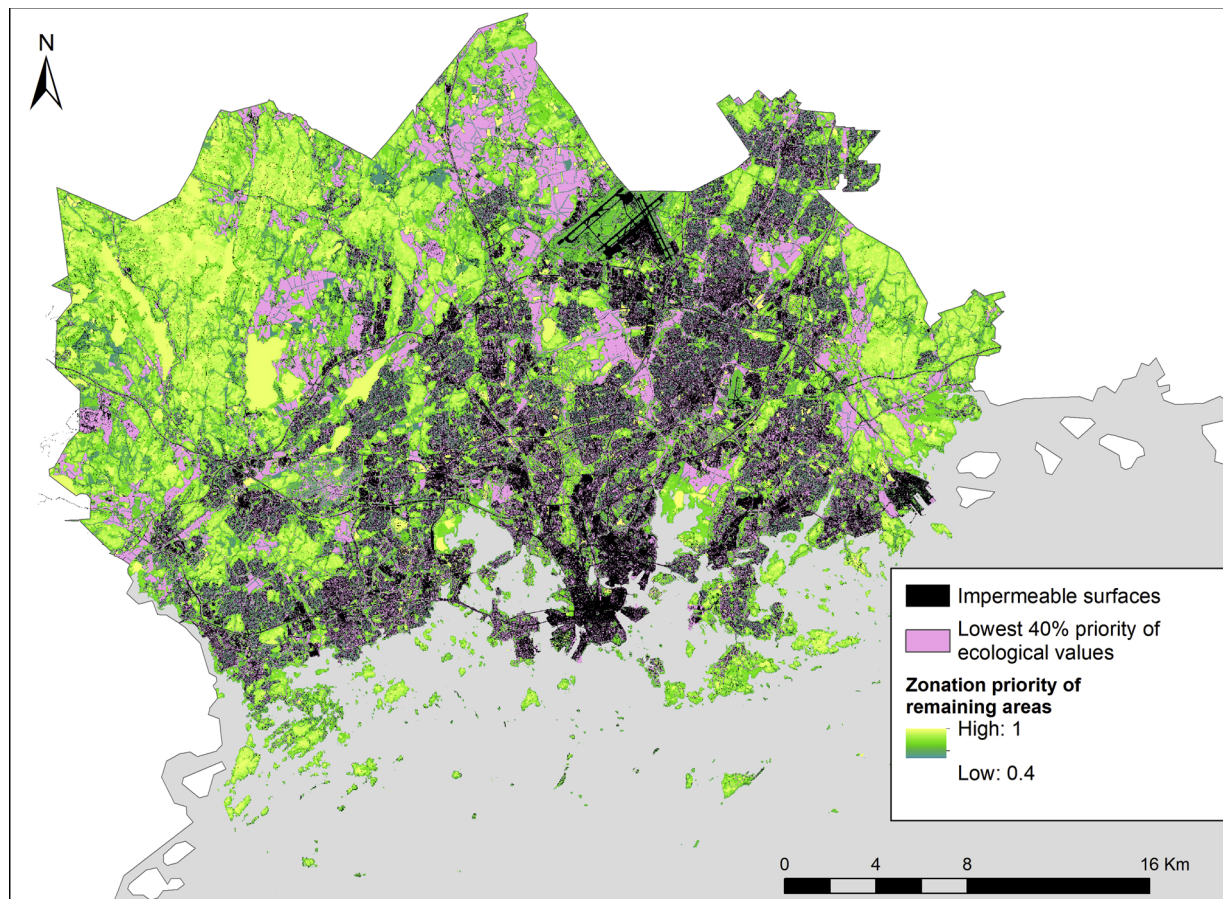 N
Impermeable surfaces
Lowest 40% priority of
ecological values
Zonation priority of
remaining areas
High: 1
Low: 0.4
0 4 8 16 Km